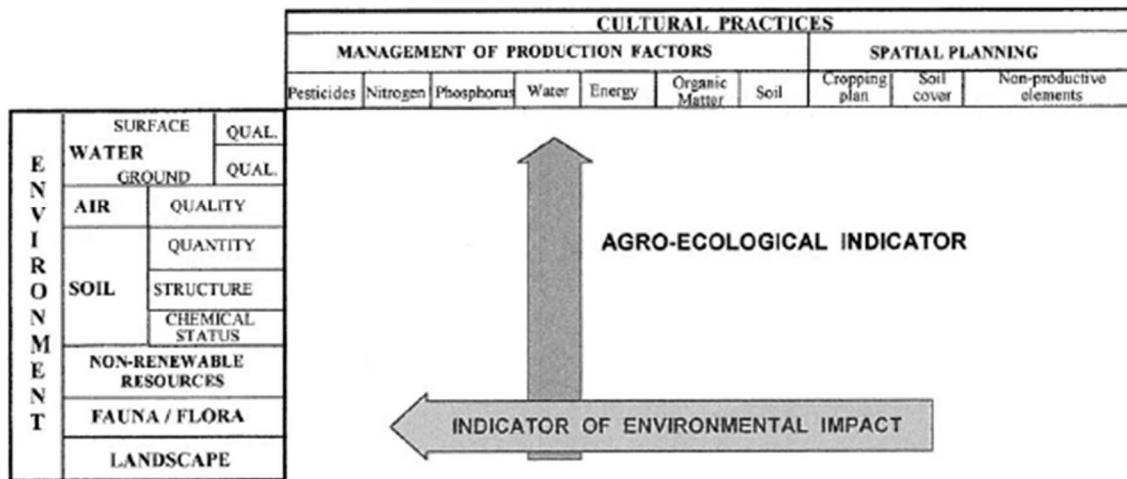 CULTURAL PRACTICES
MANAGEMENT OF PRODUCTION FACTORS SPATIAL PLANNING
Pesticides Nitrogen Phosphorus Water Energy Organic Matter Soil Cropping plan Soil cover Non-productive elements
ENVIRONMENT
SURFACE QUAL.
WATER
GROUND QUAL.
AIR QUALITY
QUANTITY
SOIL STRUCTURE
CHEMICAL
STATUS
NON-RENEWABLE
RESOURCES
FAUNA / FLORA
LANDSCAPE
AGRO-ECOLOGICAL INDICATOR
INDICATOR OF ENVIRONMENTAL IMPACT